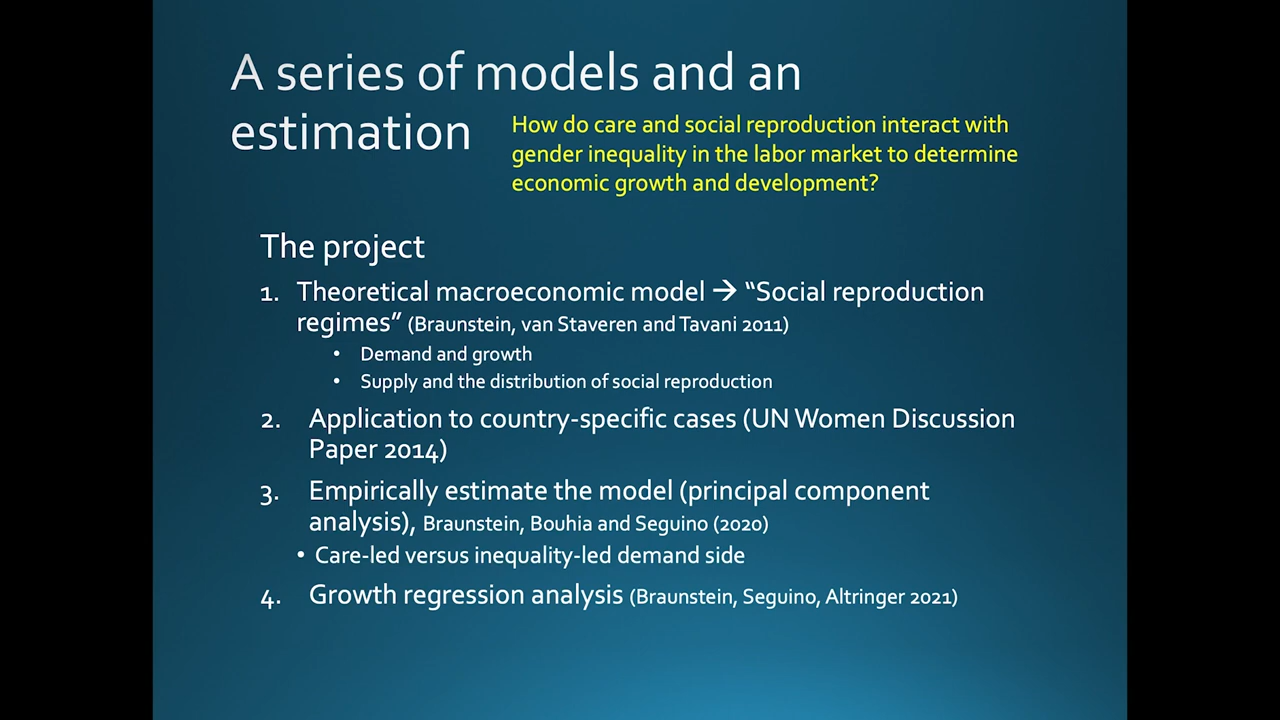 A series of models and an
estimation
How do care and social reproduction interact with
gender inequality in the labor market to determine
economic growth and development?
The project
1. Theoretical macroeconomic model → “Social reproduction
regimes” (Braunstein, van Staveren and Tavani 2011)
• Demand and growth
• Supply and the distribution of social reproduction
2. Application to country-specific cases (UN Women Discussion
Paper 2014)
3. Empirically estimate the model (principal component
analysis), Braunstein, Bouhia and Seguino (2020)
• Care-led versus inequality-led demand side
4. Growth regression analysis (Braunstein, Seguino, Altringer 2021)